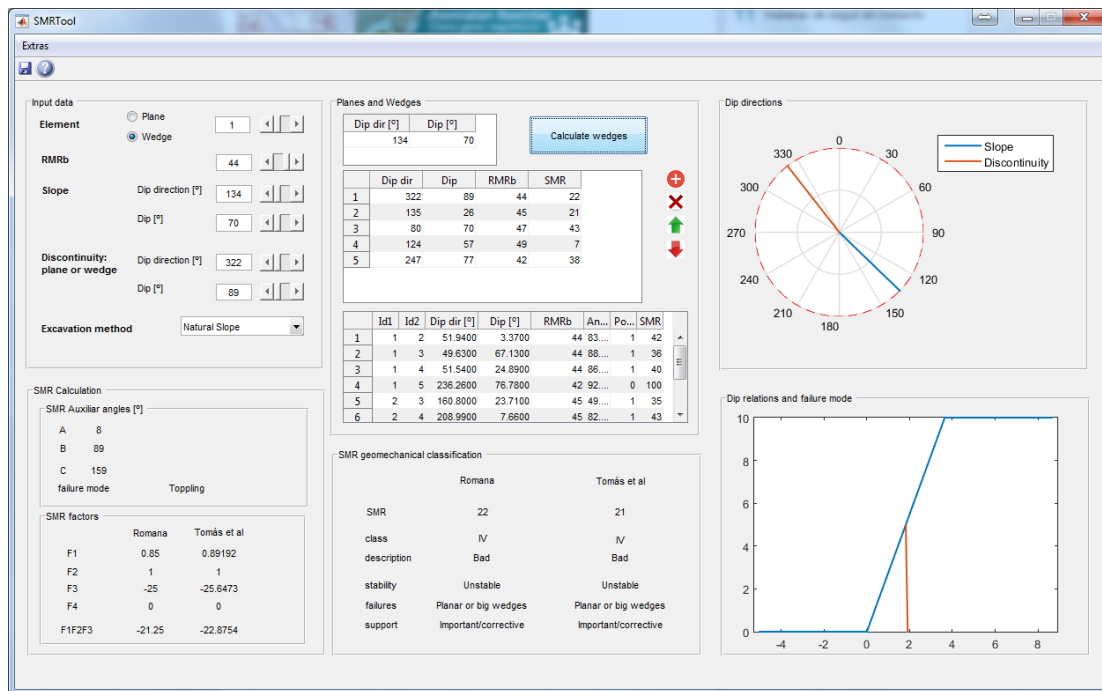 SMRTool
Extras
Input data
Element
Plane
Wedge
1
RMRb
44
Slope
Dip direction [º]
134
Dip [º]
70
Discontinuity:
plane or wedge
Dip direction [º]
322
Dip [º]
89
Excavation method
Natural Slope
SMR Calculation
SMR Auxiliar angles [º]
A 8
B 89
C 159
failure mode Toppling
SMR factors
Romana Tomás et al
F1 0.85 0.89192
F2 1 1
F3 -25 -25.6473
F4 0 0
F1F2F3 -21.25 -22.8754
Planes and Wedges
Dip dir [º] Dip [º]
134 70
Calculate wedges
Dip dir Dip RMRb SMR
1 322 89 44 22
2 135 26 45 21
3 80 70 47 43
4 124 57 49 7
5 247 77 42 38
Id1 Id2 Dip dir [º] Dip [º] RMRb An... Po... SMR
1 1 2 51.9400 3.3700 44 83.... 1 42
2 1 3 49.6300 67.1300 44 88.... 1 36
3 1 4 51.5400 24.8900 44 86.... 1 40
4 1 5 236.2600 76.7800 42 92.... 0 100
5 2 3 160.8000 23.7100 45 49.... 1 35
6 2 4 208.9900 7.6600 45 82.... 1 43
SMR geomechanical classification
Romana Tomás et al
SMR 22 21
class IV IV
description Bad Bad
stability Unstable Unstable
failures Planar or big wedges Planar or big wedges
support Important/corrective Important/corrective
Dip directions
0
30
60
90
120
150
180
210
240
270
300
330
Slope
Discontinuity
Dip relations and failure mode
10
8
6
4
2
0
-4 -2 0 2 4 6 8